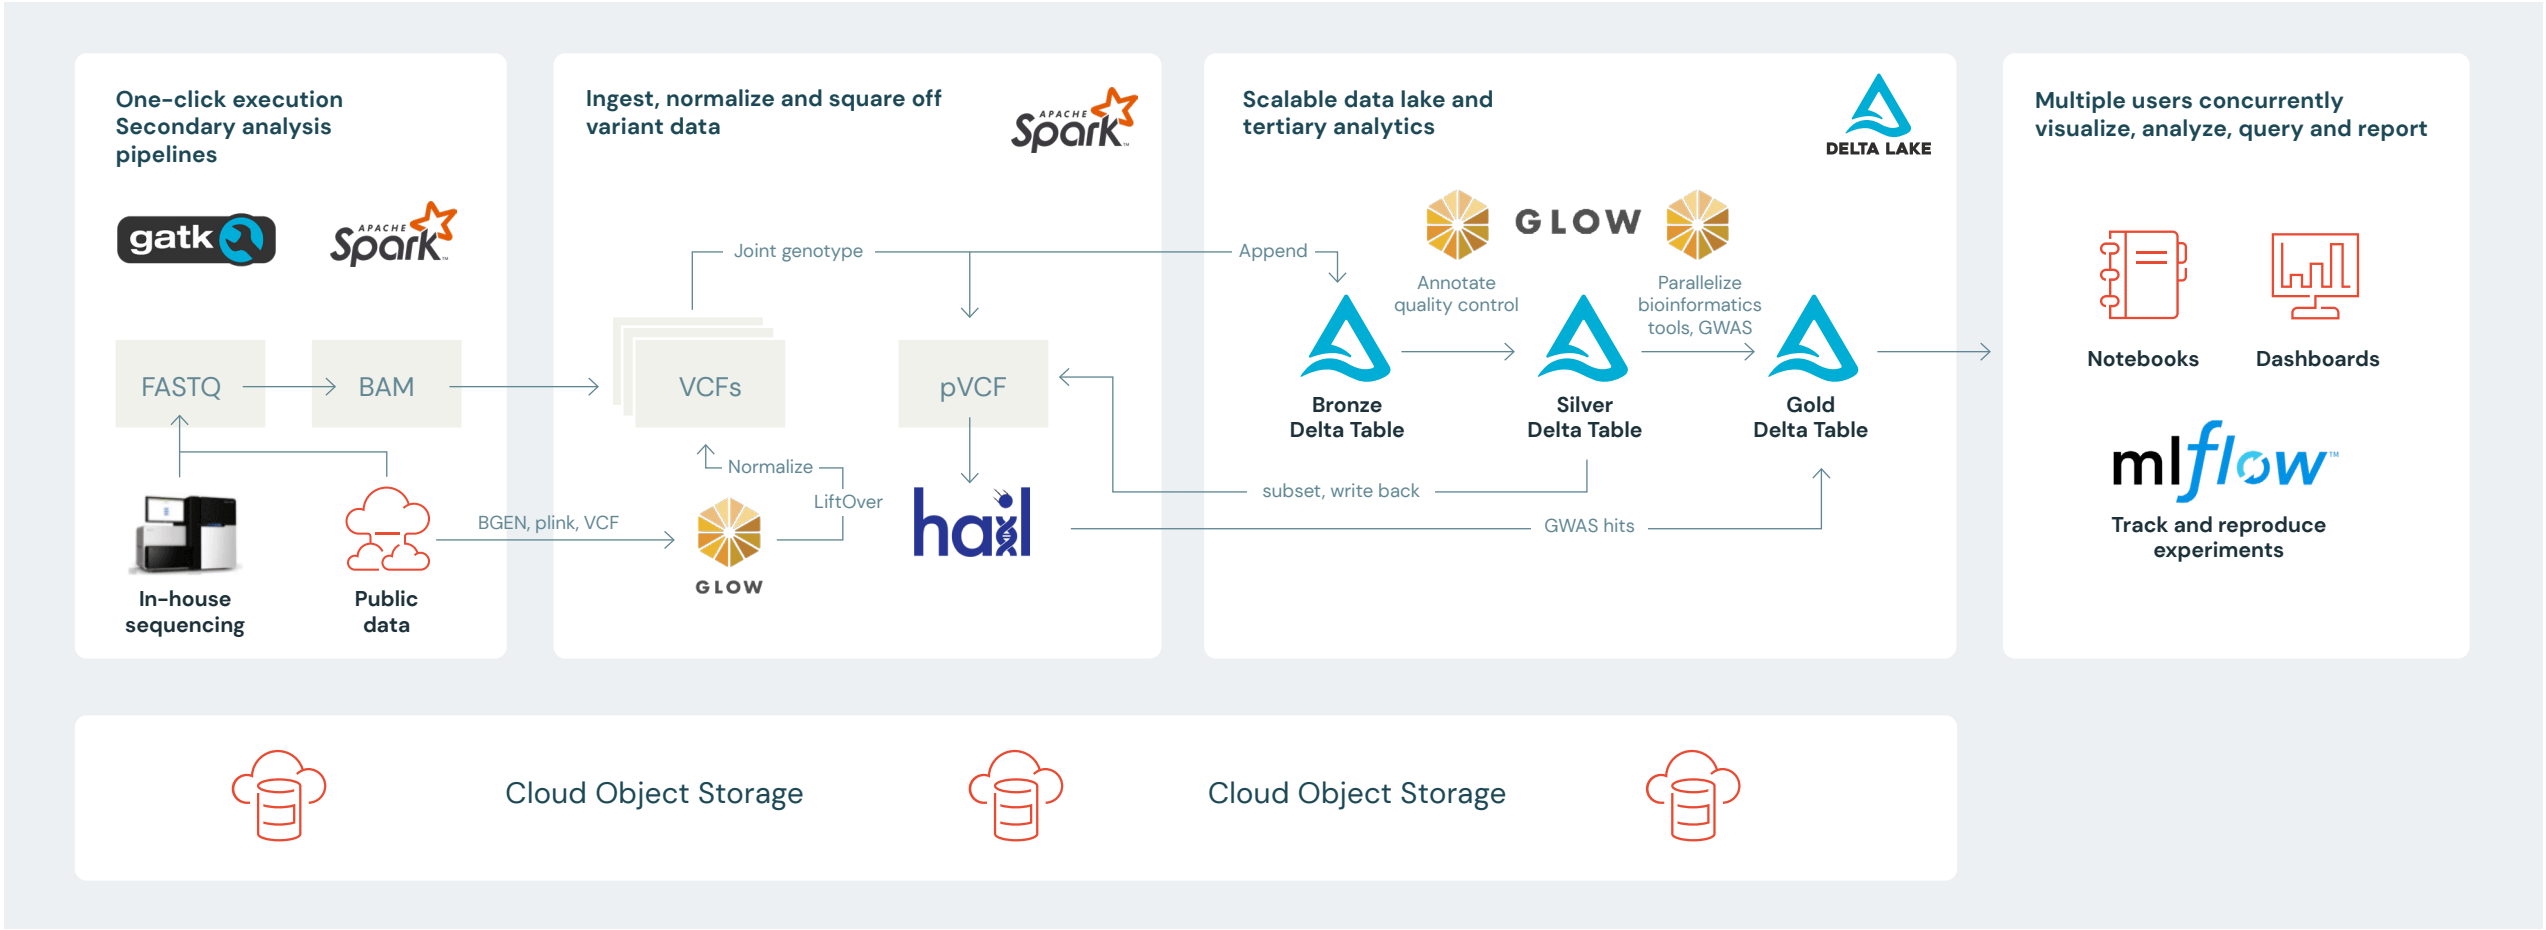 One-click execution
Secondary analysis
pipelines
gatk
APACHE
Spark™
FASTQ
BAM
In-house
sequencing
Public
data
BGEN, plink, VCF
Ingest, normalize and square off
variant data
APACHE
Spark™
Joint genotype
VCFs
pVCF
Normalize
LiftOver
GLOW
hail
Scalable data lake and
tertiary analytics
DELTA LAKE
Append
GLOW
Annotate
quality control
Parallelize
bioinformatics
tools, GWAS
Bronze
Delta Table
Silver
Delta Table
Gold
Delta Table
subset, write back
GWAS hits
Multiple users concurrently
visualize, analyze, query and report
Notebooks
Dashboards
mlflow™
Track and reproduce
experiments
Cloud Object Storage
Cloud Object Storage